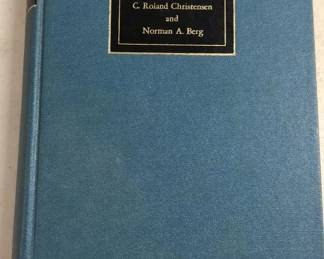 C. Roland Christensen
and
Norman A. Berg